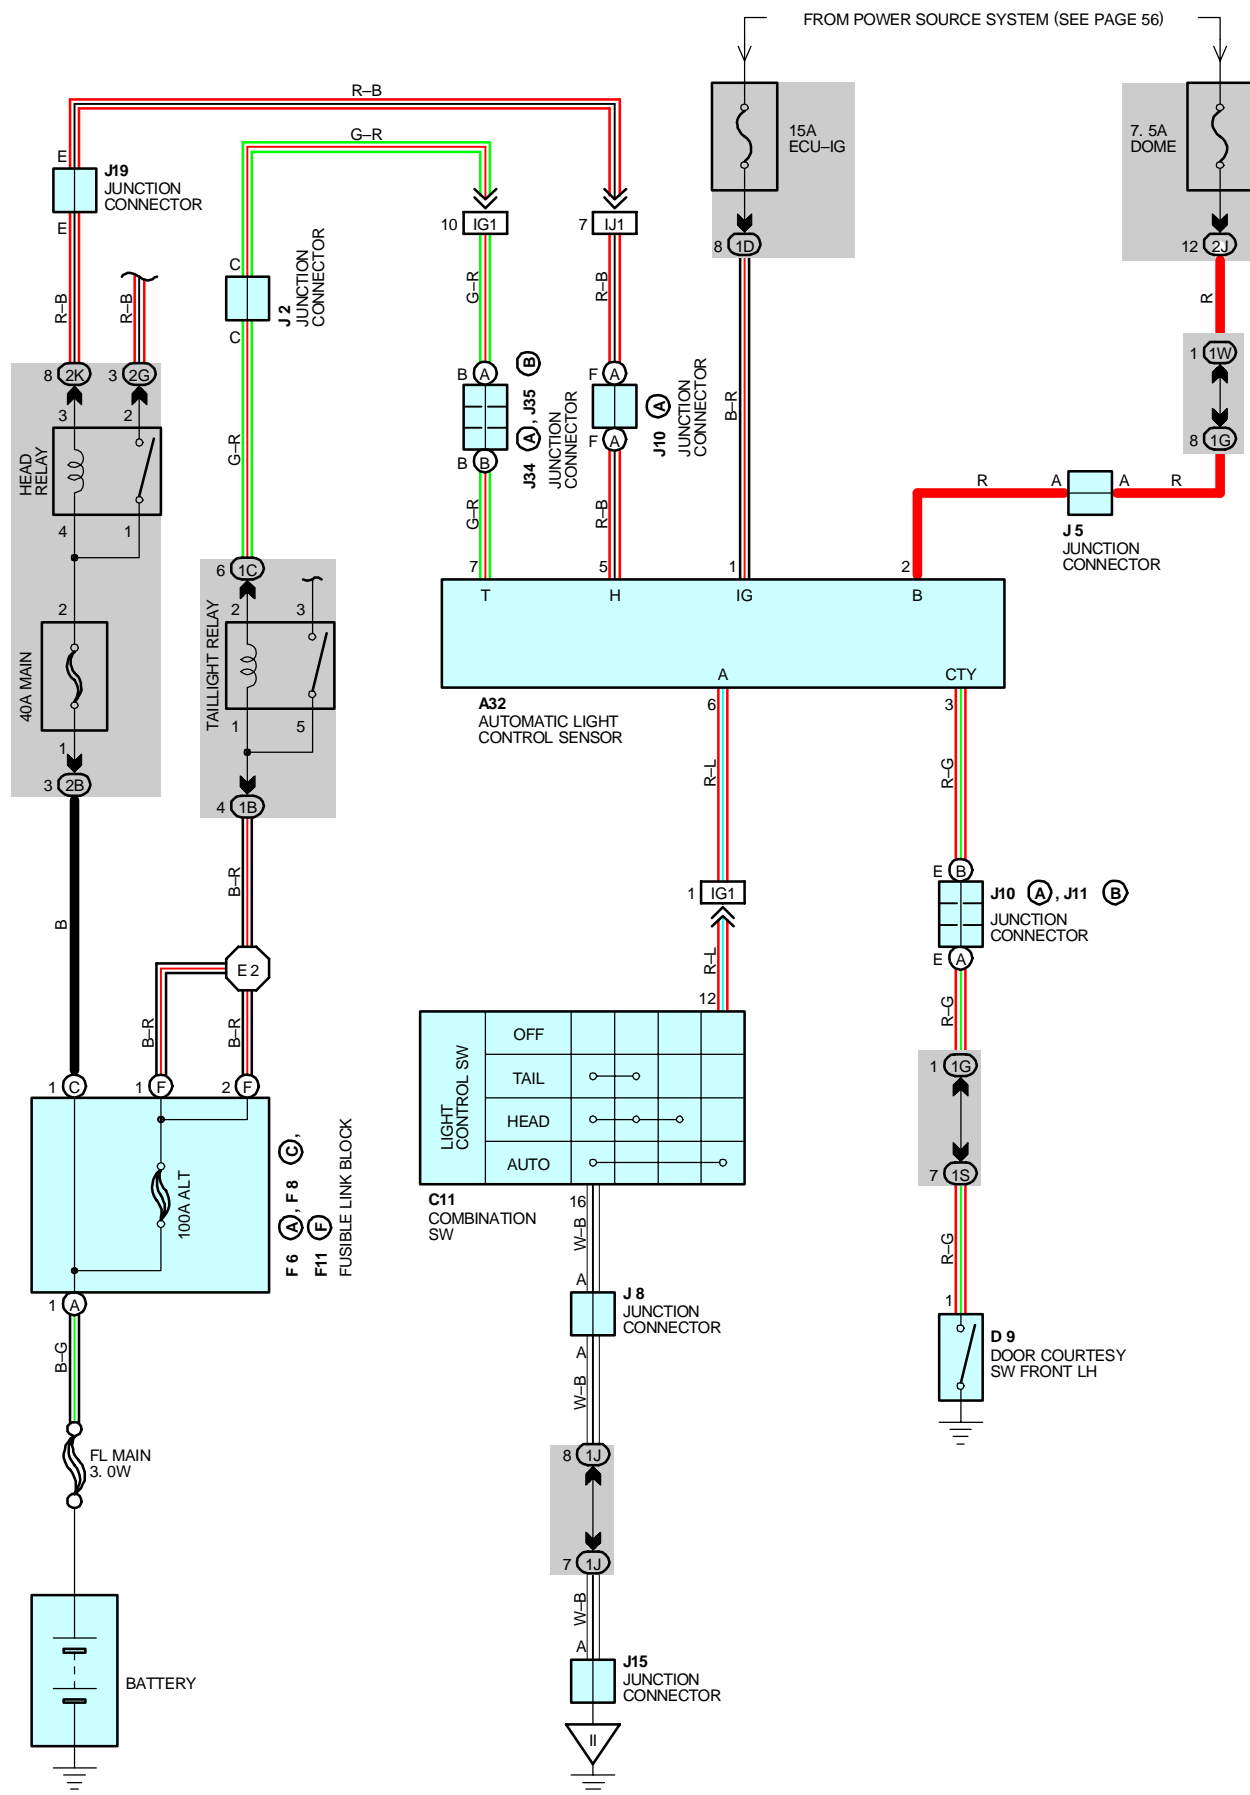 FROM POWER SOURCE SYSTEM (SEE PAGE 56)
R–B
15A
ECU–IG
7. 5A
DOME
G–R
E
J19
JUNCTION
CONNECTOR
E
10 IG1
7 IJ1
8 1D
12 2J
C
J 2
JUNCTION
CONNECTOR
C
R–B
R–B
G–R
R–B
R
1 1W
8 2K
3 2G
B A
F A
J34 A , J35 B
JUNCTION
CONNECTOR
J10 A
JUNCTION
CONNECTOR
B B
F A
B–R
8 1G
3
2
HEAD
RELAY
4
1
G–R
G–R
R–B
R
A
A
R
J 5
JUNCTION
CONNECTOR
6 1C
7
5
1
2
T
H
IG
B
2
3
TAILLIGHT RELAY
1
5
2
40A MAIN
1
A
CTY
A32
AUTOMATIC LIGHT
CONTROL SENSOR
6
3
3 2B
4 1B
R–L
R–G
B
B–R
1 IG1
E B
J10 A , J11 B
JUNCTION
CONNECTOR
E A
E 2
R–L
12
R–G
B–R
B–R
LIGHT
CONTROL SW
OFF
TAIL
HEAD
AUTO
1 C
1 F
2 F
1 1G
100A ALT
F 6 A , F 8 C ,
F11 F
FUSIBLE LINK BLOCK
7 1S
C11
COMBINATION
SW
16
W–B
R–G
1 A
A
J 8
JUNCTION
CONNECTOR
A
1
D 9
DOOR COURTESY
SW FRONT LH
B–G
W–B
FL MAIN
3. 0W
8 1J
7 1J
W–B
A
J15
JUNCTION
CONNECTOR
BATTERY
II